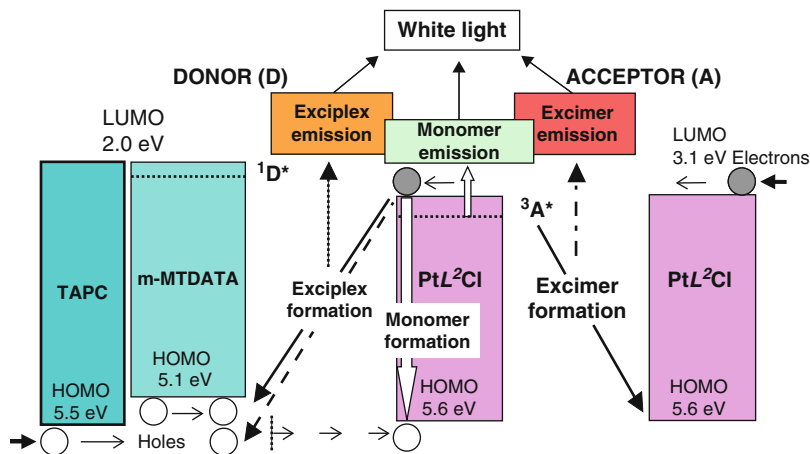 White light
DONOR (D)
ACCEPTOR (A)
Exciplex
emission
Monomer
emission
Excimer
emission
LUMO
2.0 eV
LUMO
3.1 eV Electrons
¹D*
³A*
TAPC
m-MTDATA
Exciplex
formation
PtL²Cl
Monomer
formation
Excimer
formation
PtL²Cl
HOMO
5.5 eV
HOMO
5.1 eV
HOMO
5.6 eV
HOMO
5.6 eV
Holes